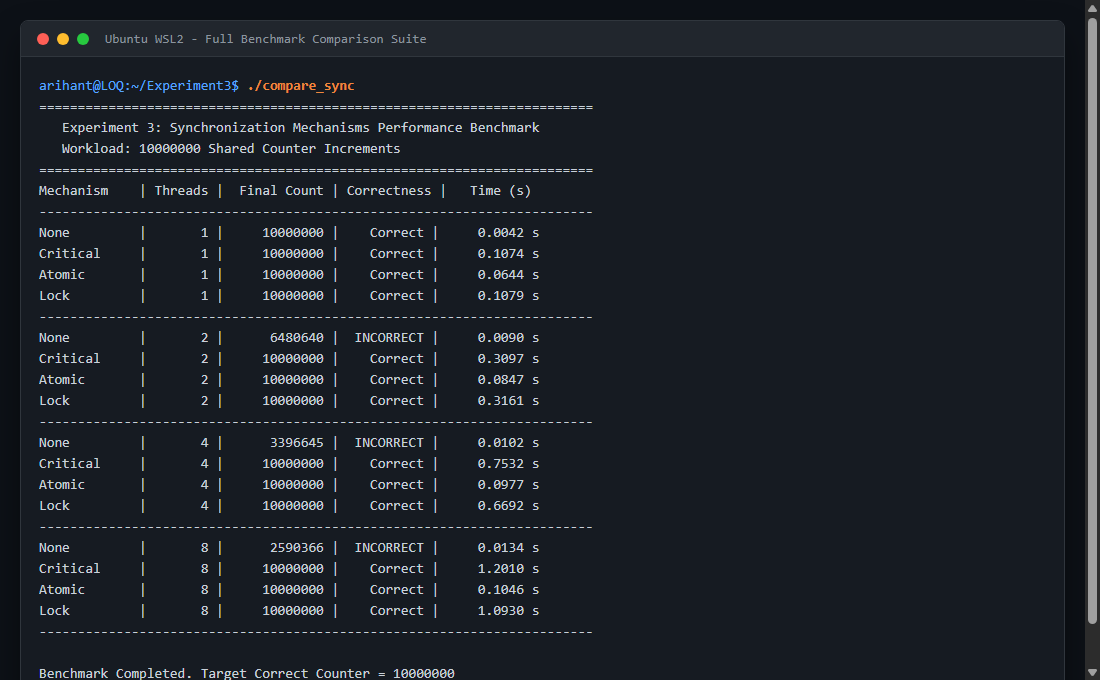 Ubuntu WSL2 - Full Benchmark Comparison Suite
arihant@LOQ:~/Experiment3$ ./compare_sync
========================================================================
   Experiment 3: Synchronization Mechanisms Performance Benchmark
   Workload: 10000000 Shared Counter Increments
========================================================================
Mechanism    | Threads |  Final Count | Correctness |   Time (s)
------------------------------------------------------------------------
None         |       1 |     10000000 |    Correct |     0.0042 s
Critical     |       1 |     10000000 |    Correct |     0.1074 s
Atomic       |       1 |     10000000 |    Correct |     0.0644 s
Lock         |       1 |     10000000 |    Correct |     0.1079 s
------------------------------------------------------------------------
None         |       2 |      6480640 |  INCORRECT |     0.0090 s
Critical     |       2 |     10000000 |    Correct |     0.3097 s
Atomic       |       2 |     10000000 |    Correct |     0.0847 s
Lock         |       2 |     10000000 |    Correct |     0.3161 s
------------------------------------------------------------------------
None         |       4 |      3396645 |  INCORRECT |     0.0102 s
Critical     |       4 |     10000000 |    Correct |     0.7532 s
Atomic       |       4 |     10000000 |    Correct |     0.0977 s
Lock         |       4 |     10000000 |    Correct |     0.6692 s
------------------------------------------------------------------------
None         |       8 |      2590366 |  INCORRECT |     0.0134 s
Critical     |       8 |     10000000 |    Correct |     1.2010 s
Atomic       |       8 |     10000000 |    Correct |     0.1046 s
Lock         |       8 |     10000000 |    Correct |     1.0930 s
------------------------------------------------------------------------
Benchmark Completed. Target Correct Counter = 10000000